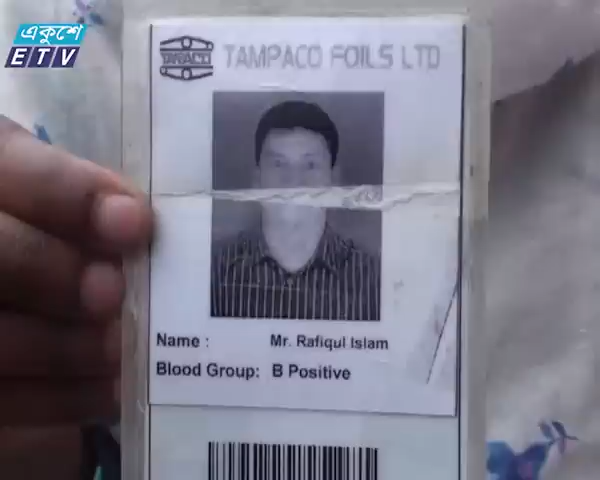 একুশে
ETV
TAMPACO
TAMPACO FOILS LTD
Name : Mr. Rafiqul Islam
Blood Group: B Positive